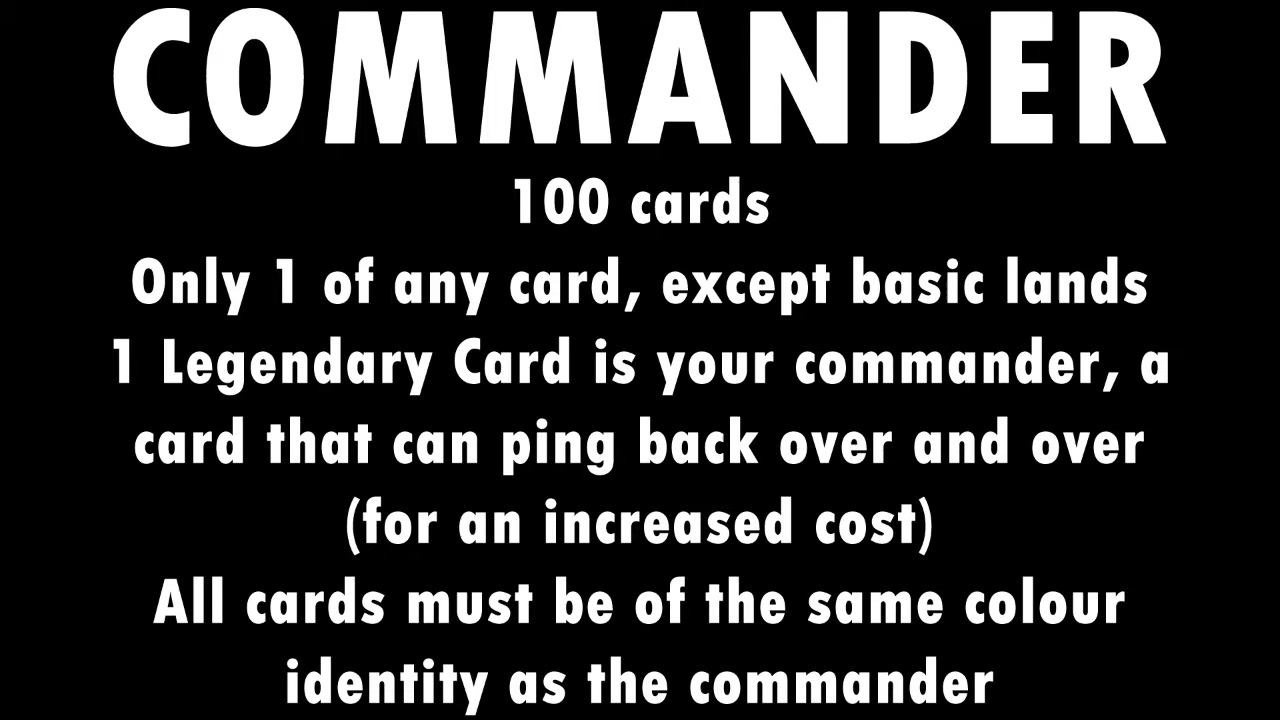 COMMANDER
100 cards
Only 1 of any card, except basic lands
1 Legendary Card is your commander, a
card that can ping back over and over
(for an increased cost)
All cards must be of the same colour
identity as the commander